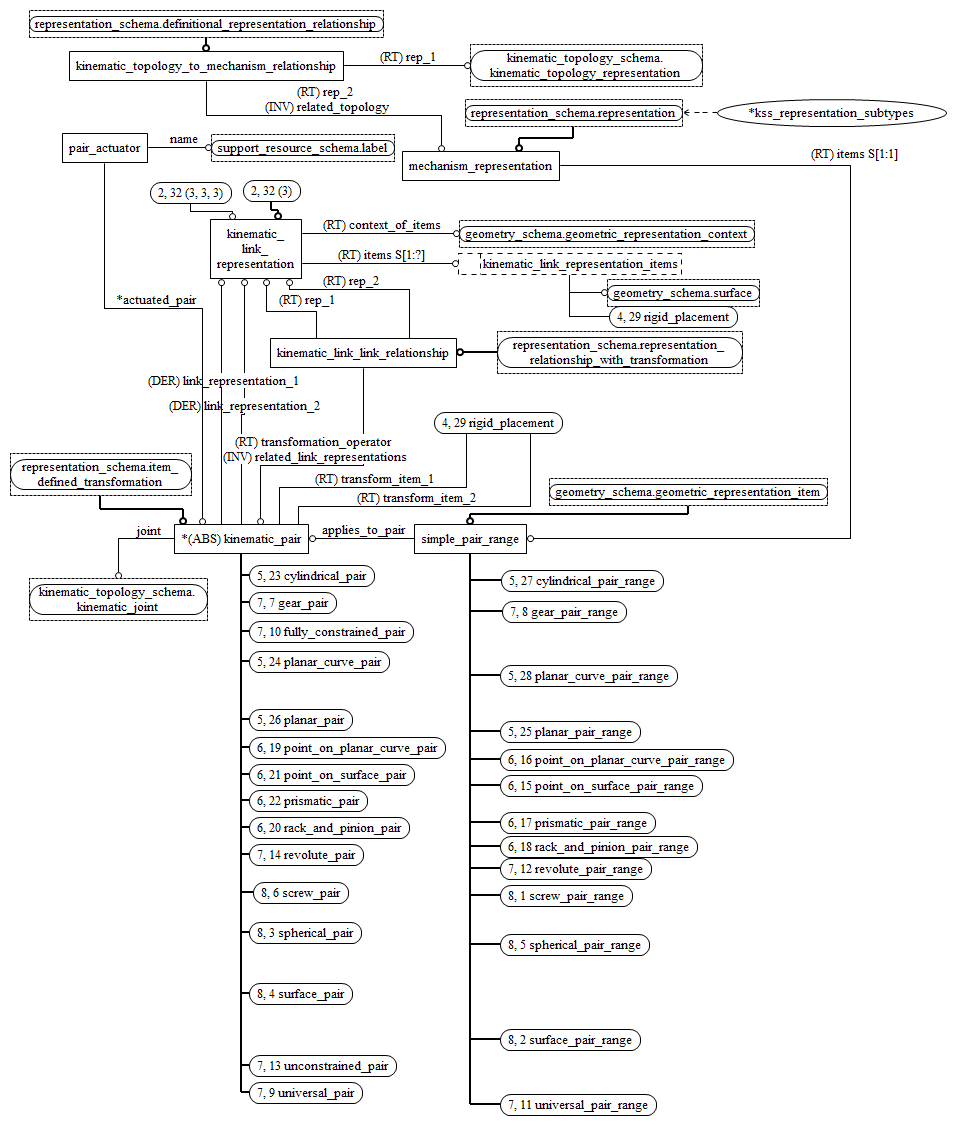 representation_schema.definitional_representation_relationship
kinematic_topology_to_mechanism_relationship
(RT) rep_1
kinematic_topology_schema.
kinematic_topology_representation
(RT) rep_2
(INV) related_topology
representation_schema.representation
*kss_representation_subtypes
pair_actuator
name
support_resource_schema.label
mechanism_representation
(RT) items S[1:1]
2, 32 (3, 3, 3)
2, 32 (3)
kinematic_
link_
representation
(RT) context_of_items
geometry_schema.geometric_representation_context
(RT) items S[1:?]
kinematic_link_representation_items
(RT) rep_2
(RT) rep_1
geometry_schema.surface
4, 29 rigid_placement
*actuated_pair
kinematic_link_link_relationship
representation_schema.representation_
relationship_with_transformation
(DER) link_representation_1
(DER) link_representation_2
4, 29 rigid_placement
(RT) transformation_operator
(INV) related_link_representations
representation_schema.item_
defined_transformation
(RT) transform_item_1
(RT) transform_item_2
geometry_schema.geometric_representation_item
joint
*(ABS) kinematic_pair
applies_to_pair
simple_pair_range
kinematic_topology_schema.
kinematic_joint
5, 23 cylindrical_pair
5, 27 cylindrical_pair_range
7, 7 gear_pair
7, 8 gear_pair_range
7, 10 fully_constrained_pair
5, 24 planar_curve_pair
5, 28 planar_curve_pair_range
5, 26 planar_pair
5, 25 planar_pair_range
6, 19 point_on_planar_curve_pair
6, 16 point_on_planar_curve_pair_range
6, 21 point_on_surface_pair
6, 15 point_on_surface_pair_range
6, 22 prismatic_pair
6, 17 prismatic_pair_range
6, 20 rack_and_pinion_pair
6, 18 rack_and_pinion_pair_range
7, 14 revolute_pair
7, 12 revolute_pair_range
8, 6 screw_pair
8, 1 screw_pair_range
8, 3 spherical_pair
8, 5 spherical_pair_range
8, 4 surface_pair
8, 2 surface_pair_range
7, 13 unconstrained_pair
7, 9 universal_pair
7, 11 universal_pair_range